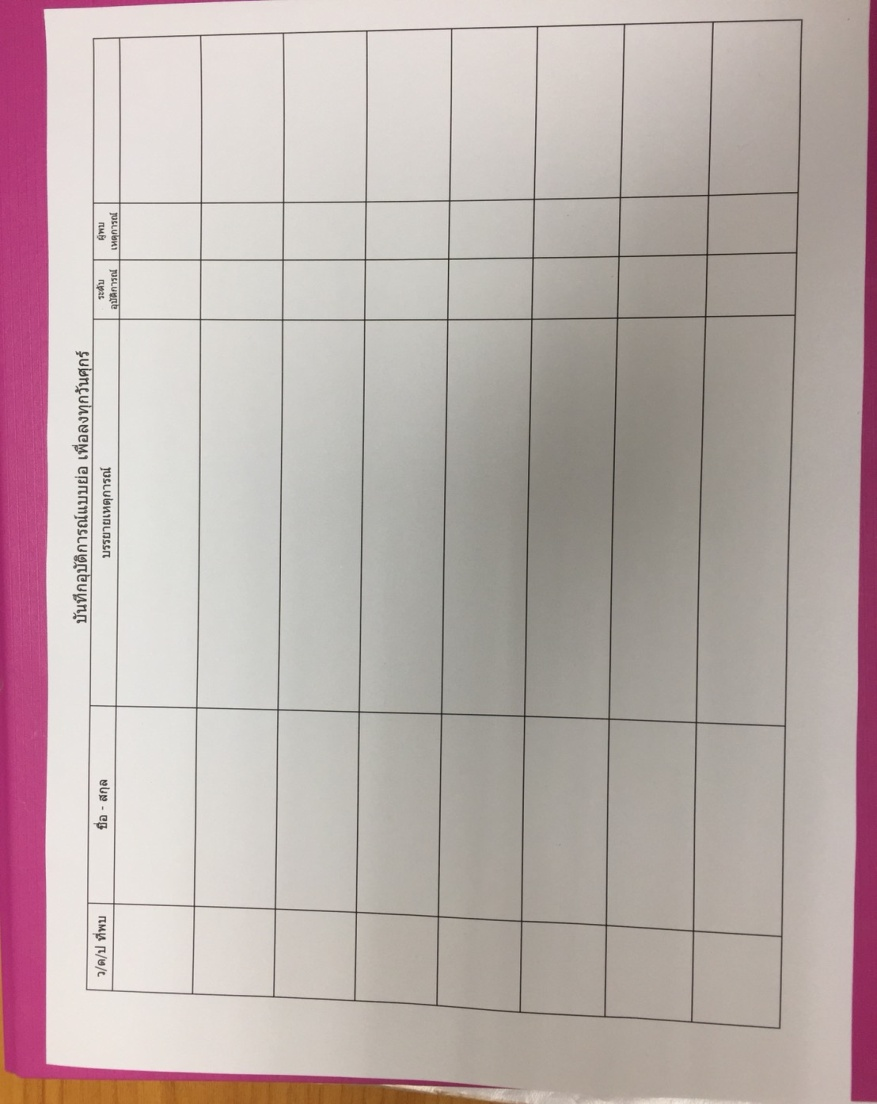 บันทึกอุบัติการณ์แบบย่อ เพื่อลงทุกวันศุกร์
ว/ด/ป ที่พบ
ชื่อ - สกุล
บรรยายเหตุการณ์
ระดับ
อุบัติการณ์
ผู้พบ
เหตุการณ์